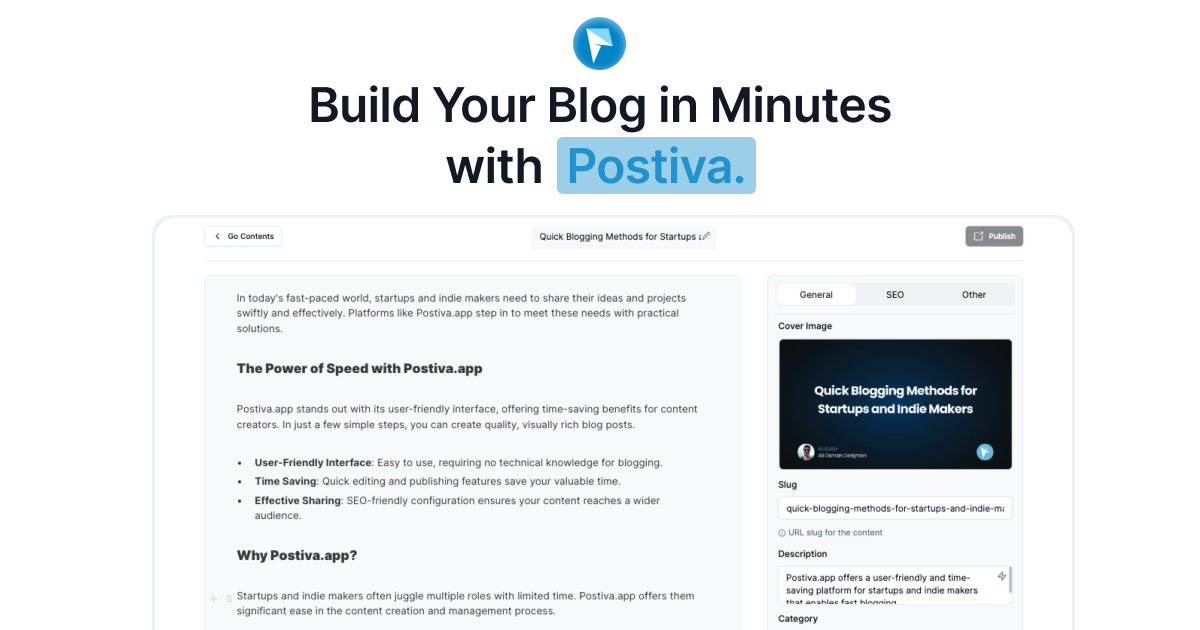 Build Your Blog in Minutes
with Postiva.
Go Contents
Quick Blogging Methods for Startups
Publish
In today's fast-paced world, startups and indie makers need to share their ideas and projects
swiftly and effectively. Platforms like Postiva.app step in to meet these needs with practical
solutions.
The Power of Speed with Postiva.app
Postiva.app stands out with its user-friendly interface, offering time-saving benefits for content
creators. In just a few simple steps, you can create quality, visually rich blog posts.
• User-Friendly Interface: Easy to use, requiring no technical knowledge for blogging.
• Time Saving: Quick editing and publishing features save your valuable time.
• Effective Sharing: SEO-friendly configuration ensures your content reaches a wider
audience.
Why Postiva.app?
Startups and indie makers often juggle multiple roles with limited time. Postiva.app offers them
significant ease in the content creation and management process.
General
SEO
Other
Cover Image
Quick Blogging Methods for
Startups and Indie Makers
Ali Osman Delişmen
Slug
quick-blogging-methods-for-startups-and-indie-ma
URL slug for the content
Description
Postiva.app offers a user-friendly and time-
saving platform for startups and indie makers
that enables fast blogging
Category